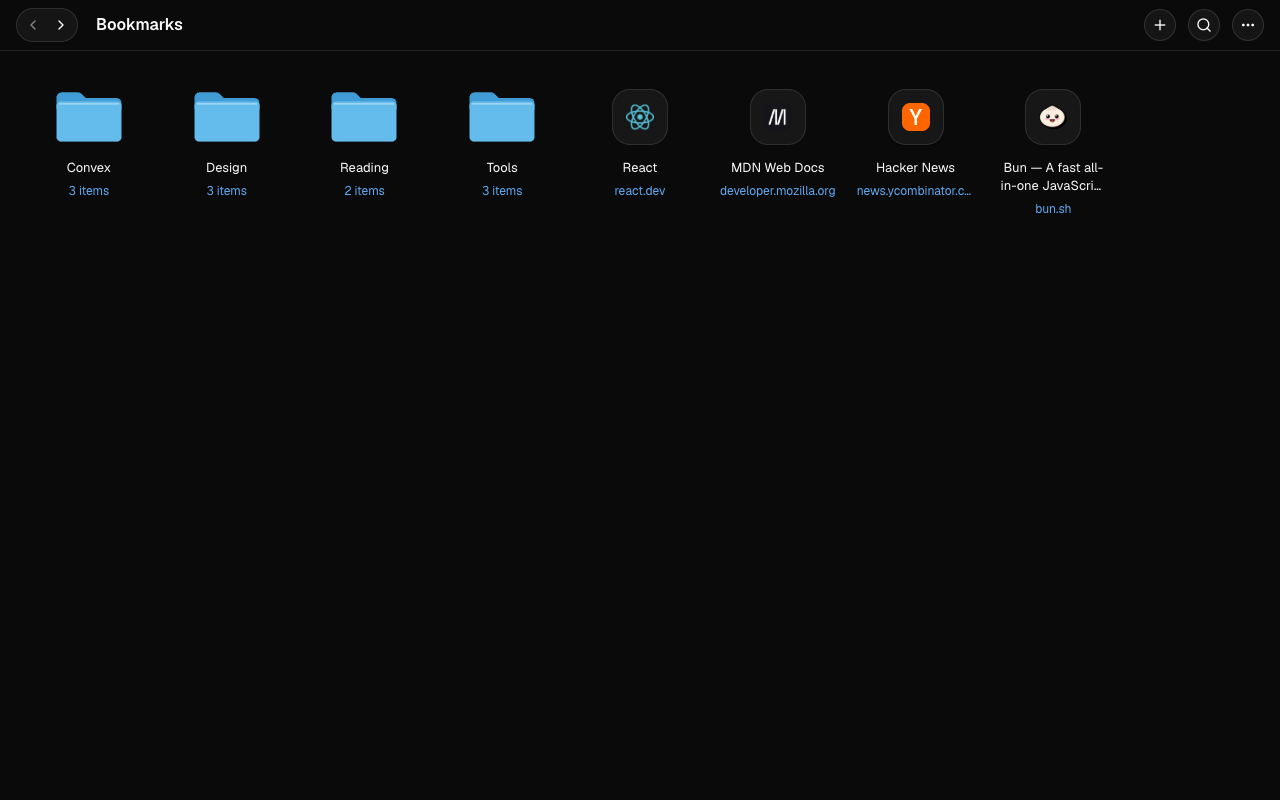 Bookmarks
Convex
3 items
Design
3 items
Reading
2 items
Tools
3 items
React
react.dev
MDN Web Docs
developer.mozilla.org
Y
Hacker News
news.ycombinator.c…
Bun — A fast all-
in-one JavaScri…
bun.sh